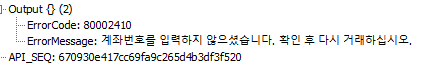 Output {} (2)
ErrorCode: 80002410
ErrorMessage: 계좌번호를 입력하지 않으셨습니다. 확인 후 다시 거래하십시오.
API_SEQ: 670930e417cc69fa9c265d4b3df3f520